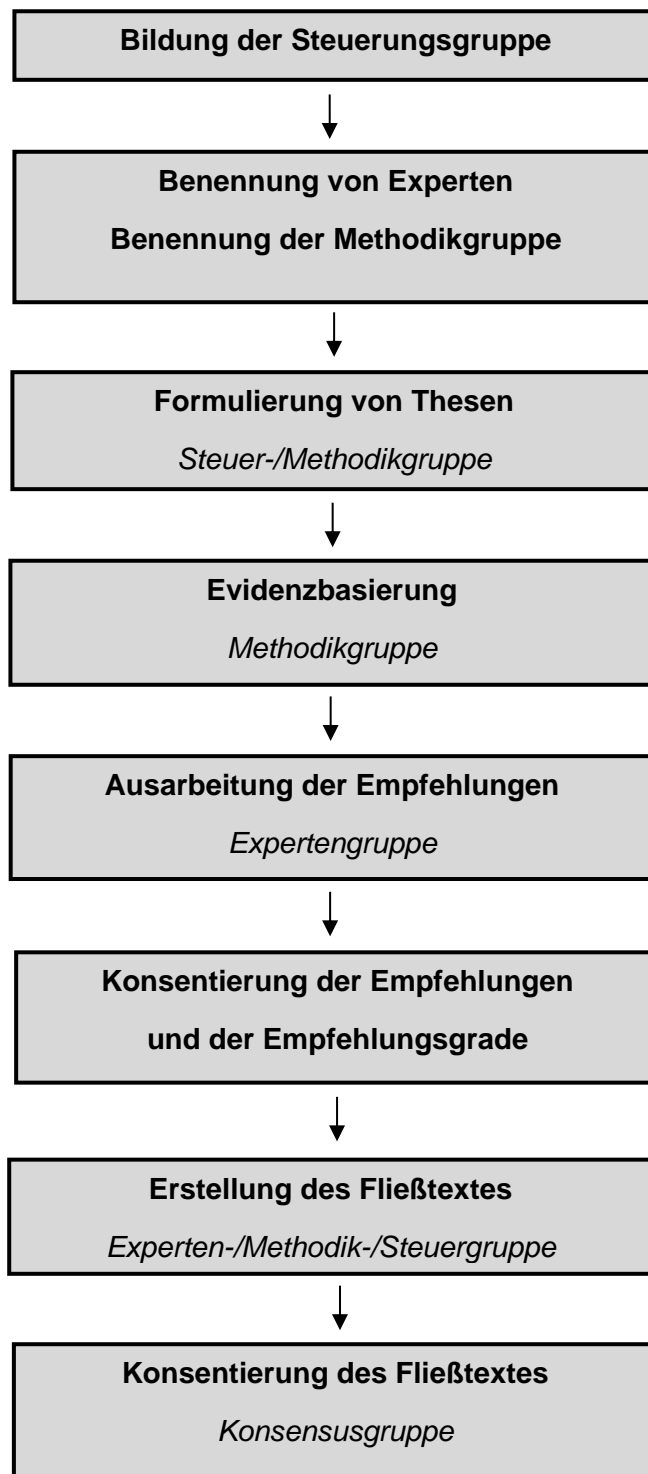 Bildung der Steuerungsgruppe
Benennung von Experten
Benennung der Methodikgruppe
Formulierung von Thesen
Steuer-/Methodikgruppe
Evidenzbasierung
Methodikgruppe
Ausarbeitung der Empfehlungen
Expertengruppe
Konsentierung der Empfehlungen
und der Empfehlungsgrade
Erstellung des Fließtextes
Experten-/Methodik-/Steuergruppe
Konsentierung des Fließtextes
Konsensusgruppe